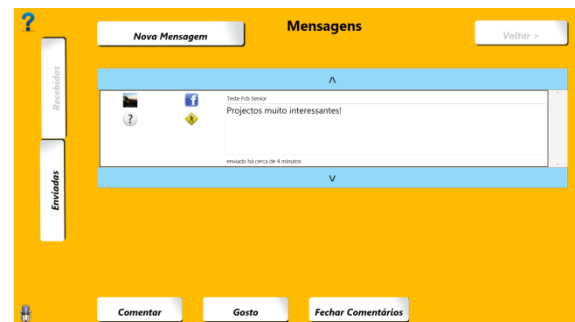 ?
Mensagens
Nova Mensagem
Voltar >
Recebidas
Enviadas
^
Teste Fcb Senior
Projectos muito interessantes!
enviado há cerca de 4 minutos
v
Comentar
Gosto
Fechar Comentários